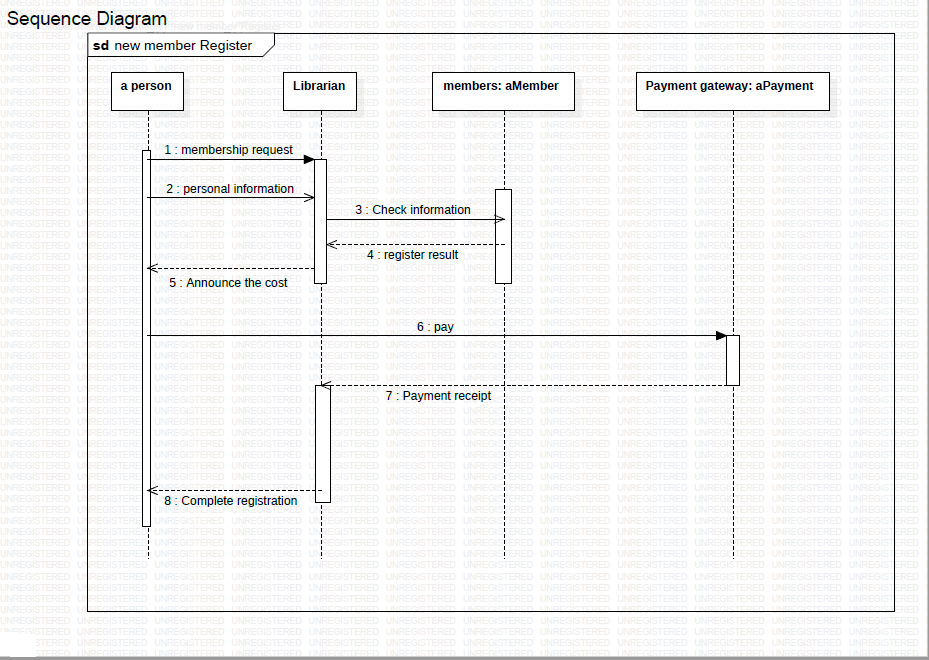 Sequence Diagram
sd new member Register
a person
Librarian
members: aMember
Payment gateway: aPayment
1 : membership request
2 : personal information
3 : Check information
4 : register result
5 : Announce the cost
6 : pay
7 : Payment receipt
8 : Complete registration
UNREGISTERED